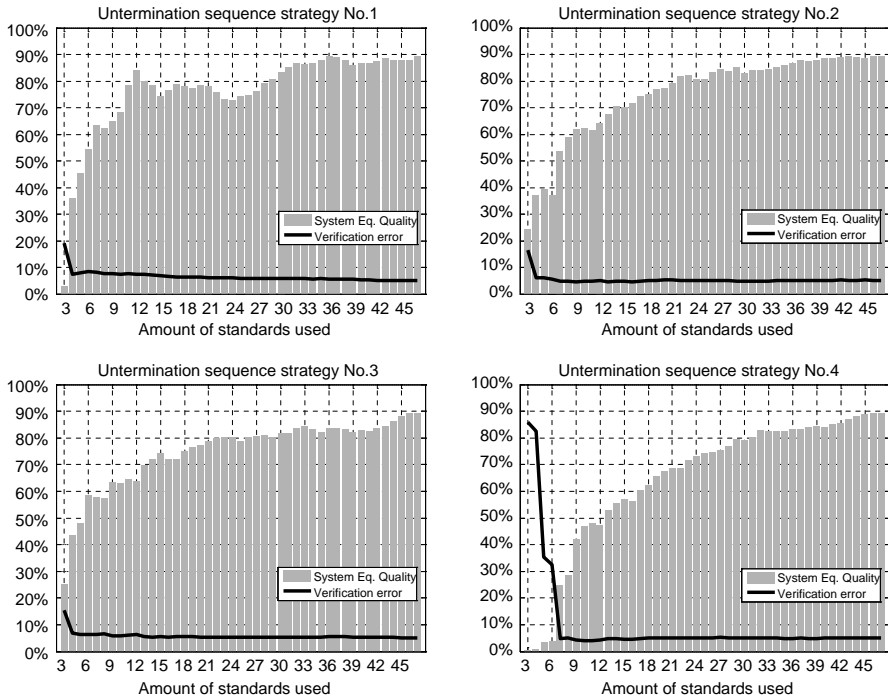 Untermination sequence strategy No.1
100%
90%
80%
70%
60%
50%
40%
30%
20%
10%
0%
System Eq. Quality
Verification error
3 6 9 12 15 18 21 24 27 30 33 36 39 42 45
Amount of standards used
Untermination sequence strategy No.2
100%
90%
80%
70%
60%
50%
40%
30%
20%
10%
0%
System Eq. Quality
Verification error
3 6 9 12 15 18 21 24 27 30 33 36 39 42 45
Amount of standards used
Untermination sequence strategy No.3
100%
90%
80%
70%
60%
50%
40%
30%
20%
10%
0%
System Eq. Quality
Verification error
3 6 9 12 15 18 21 24 27 30 33 36 39 42 45
Amount of standards used
Untermination sequence strategy No.4
100%
90%
80%
70%
60%
50%
40%
30%
20%
10%
0%
System Eq. Quality
Verification error
3 6 9 12 15 18 21 24 27 30 33 36 39 42 45
Amount of standards used